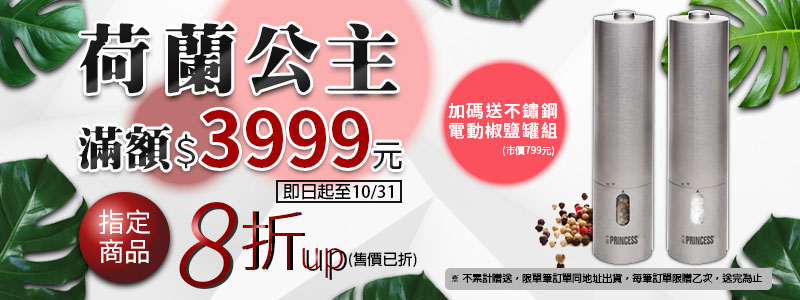 荷蘭公主
滿額$3999元
即日起至10/31
指定
商品
8折up(售價已折)
加碼送不鏽鋼
電動椒鹽罐組
(市價799元)
PRINCESS
PRINCESS
※ 不累計贈送，限單筆訂單同地址出貨，每筆訂單限贈乙次，送完為止